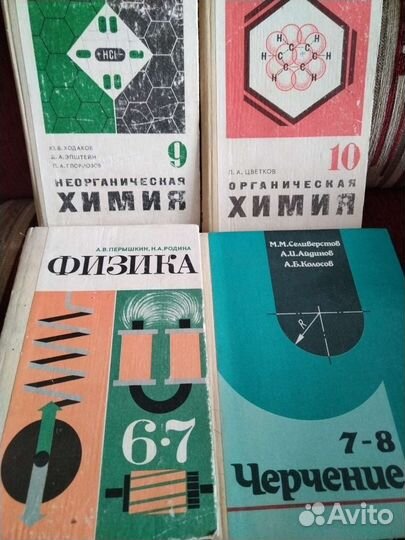 HCl
Ю.В. ХОДАКОВ
Д.А. ЭПШТЕЙН
П.А. ГЛОРИОЗОВ
9
НЕОРГАНИЧЕСКАЯ
ХИМИЯ
H H
C C
H C C H
C C
H H
Л.А. ЦВЕТКОВ
10
ОРГАНИЧЕСКАЯ
ХИМИЯ
А.В. ПЕРЫШКИН, Н.А. РОДИНА
ФИЗИКА
6·7
М.М. Селиверстов
А.И. Айдинов
А.Б. Колосов
R
7-8
Черчение
Avito